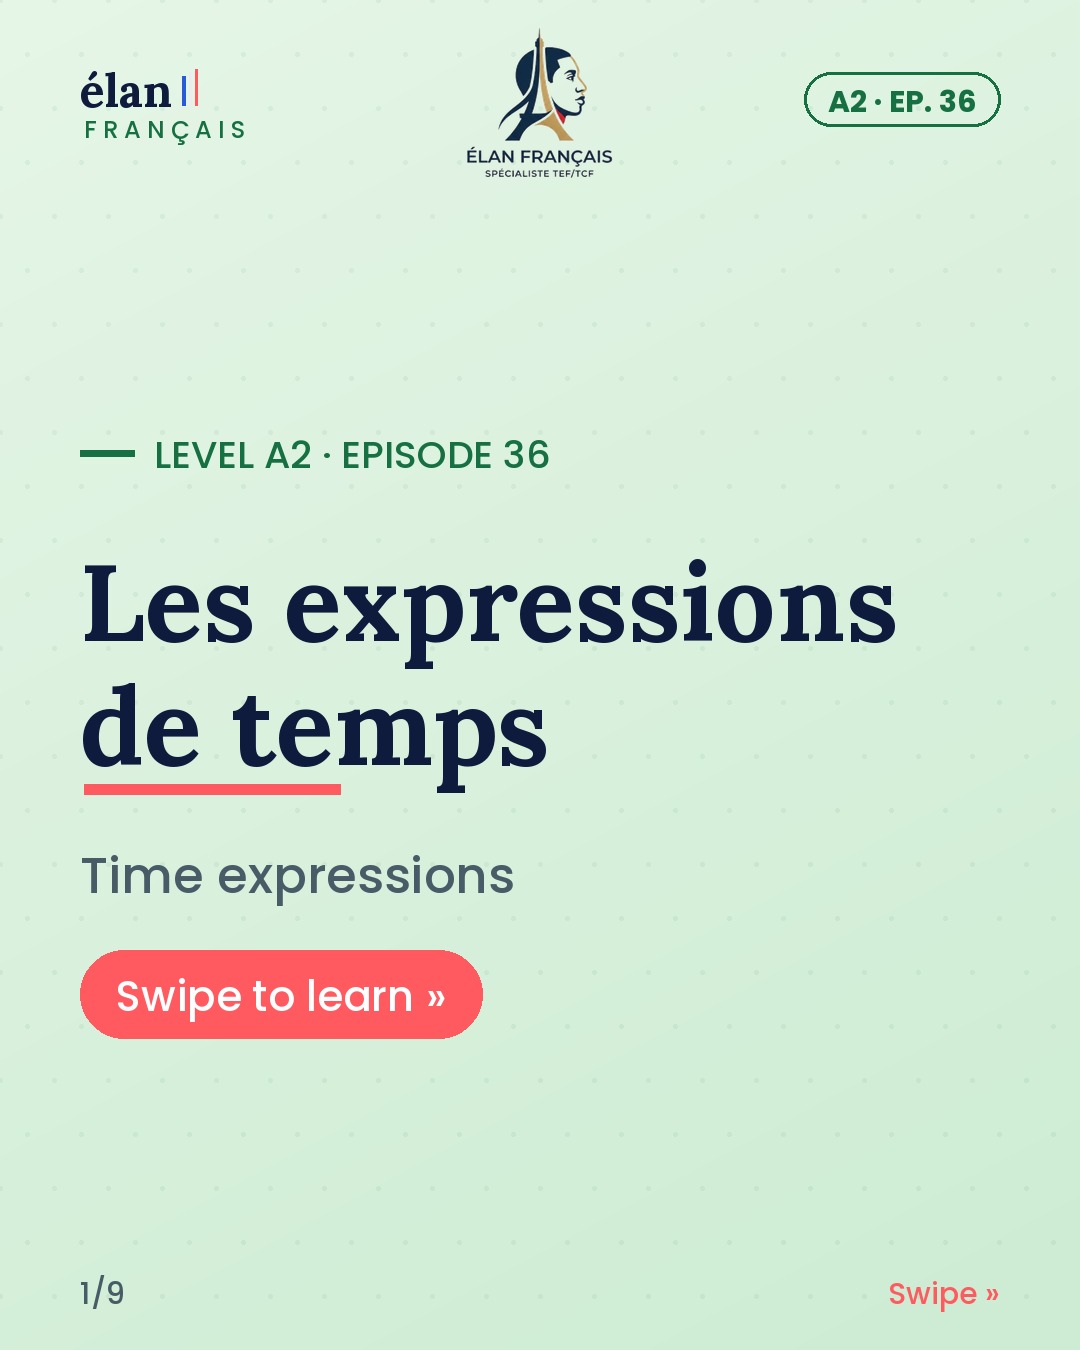 élan
FRANÇAIS
ÉLAN FRANÇAIS
SPÉCIALISTE TEF/TCF
A2 · EP. 36
LEVEL A2 · EPISODE 36
Les expressions
de temps
Time expressions
Swipe to learn »
1/9
Swipe »